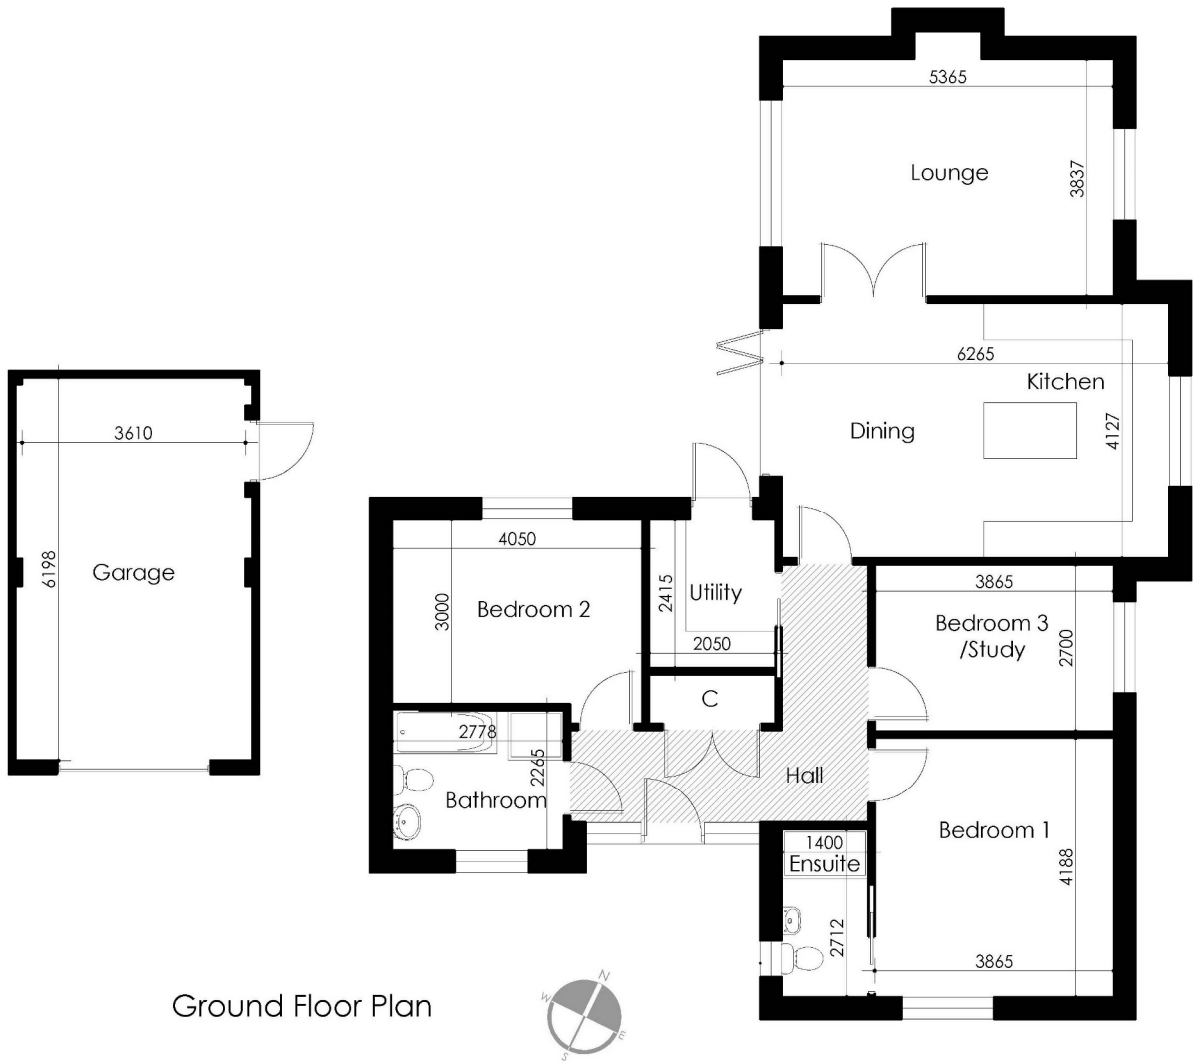 5365
Lounge
3837
6265
Kitchen
Dining
4127
3610
6198
Garage
4050
3000
Bedroom 2
2415
Utility
2050
C
3865
Bedroom 3
/Study
2700
2778
2265
Bathroom
Hall
Bedroom 1
4188
3865
1400
Ensuite
2712
Ground Floor Plan
N
W
E
S